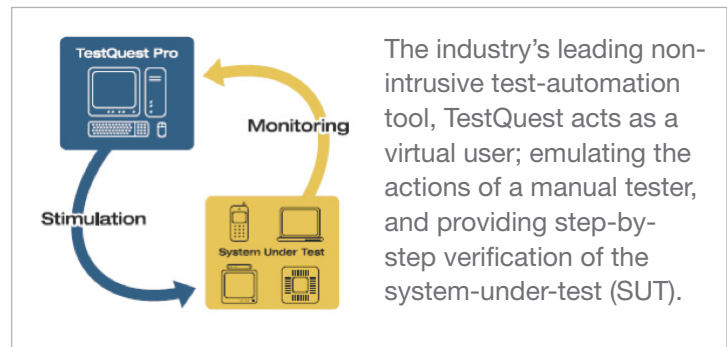 TestQuest Pro
Monitoring
Stimulation
System Under Test
The industry’s leading non-
intrusive test-automation
tool, TestQuest acts as a
virtual user; emulating the
actions of a manual tester,
and providing step-by-
step verification of the
system-under-test (SUT).